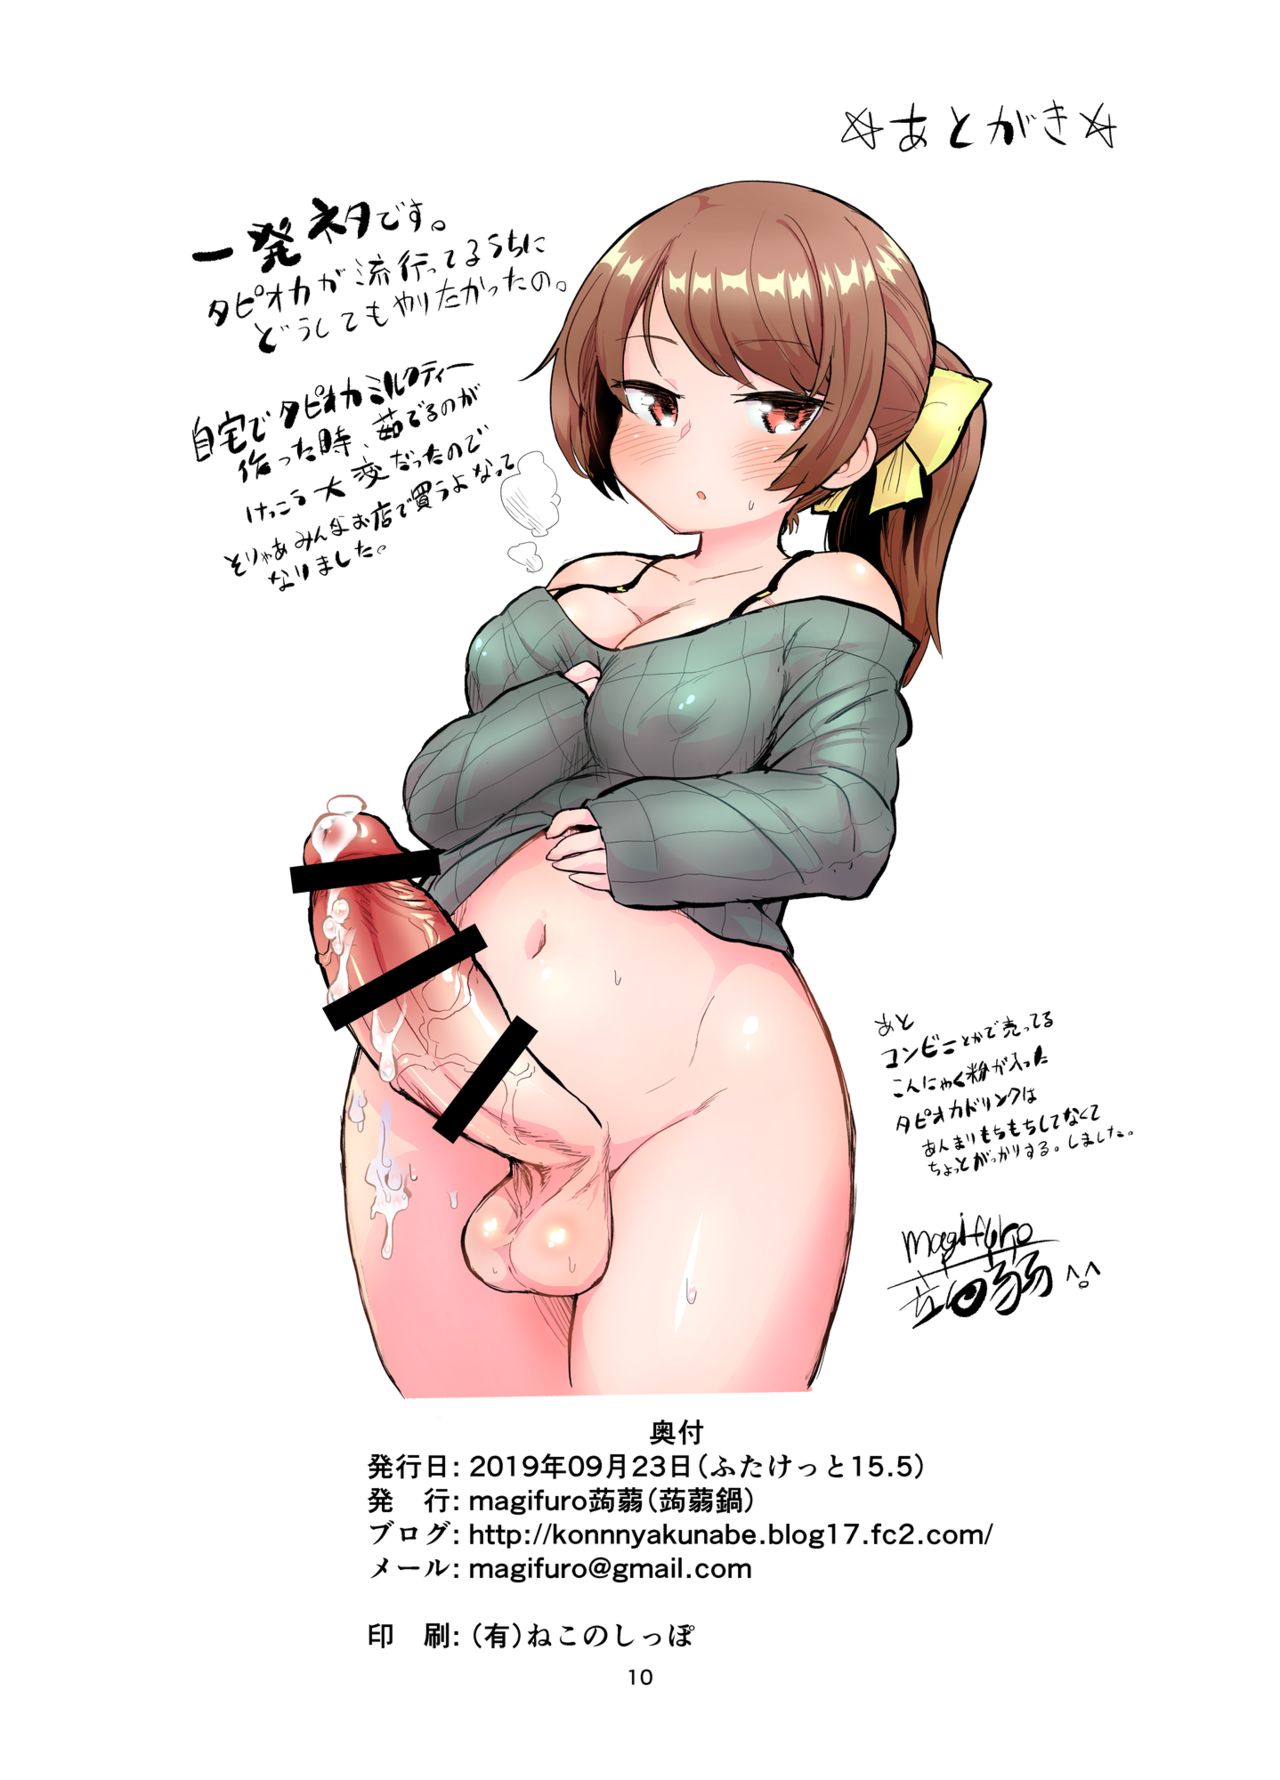 ☆あとがき☆
一発ネタです。
タピオカが流行ってるうちに
どうしてもやりたかったの。
自宅でタピオカミルクティー
作った時、茹でるのが
けっこう大変だったので
そりゃあみんなお店で買うよなって
なりました。
あと
コンビニとかで売ってる
こんにゃく粉が入った
タピオカドリンクは
あんまりもちもちしてなくて
ちょっとがっかりする。しました。
magifuro
蒟蒻^o^
奥付
発行日: 2019年09月23日(ふたけっと15.5)
発　行: magifuro蒟蒻(蒟蒻鍋)
ブログ: http://konnnyakunabe.blog17.fc2.com/
メール: magifuro@gmail.com
印　刷: (有)ねこのしっぽ
10